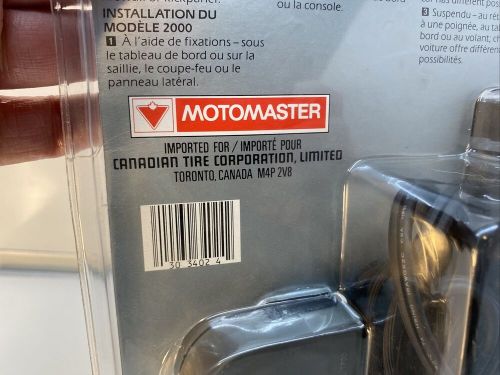 INSTALLATION DU
MODÈLE 2000
1 À l'aide de fixations – sous
le tableau de bord ou sur la
saillie, le coupe-feu ou le
panneau latéral.
ou la console.
3 Suspendu – au
à une poignée, au
bord ou au volant,
voiture offre
possibilités.
MOTOMASTER
IMPORTED FOR / IMPORTÉ POUR
CANADIAN TIRE CORPORATION, LIMITED
TORONTO, CANADA M4P 2V8
30 3402 4